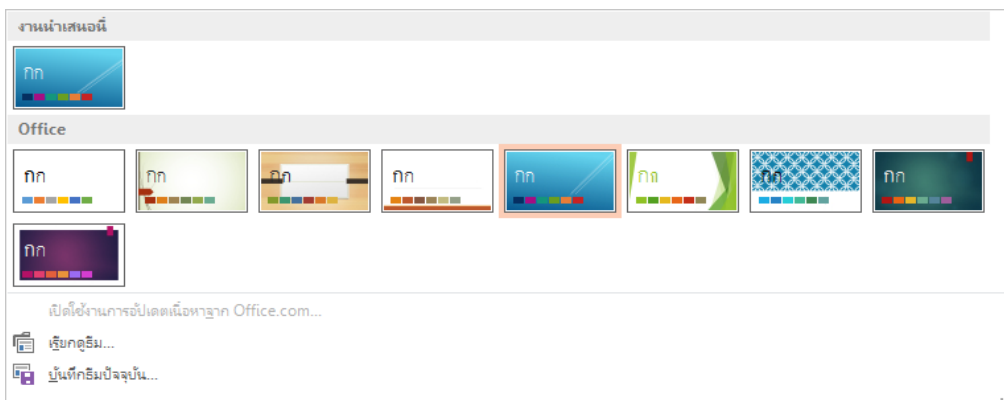 งานนำเสนอนี้
กก
Office
กก กก กก กก กก กก กก กก
กก
เปิดใช้งานการอัปเดตเนื้อหาจาก Office.com...
เรียกดูธีม...
บันทึกธีมปัจจุบัน...